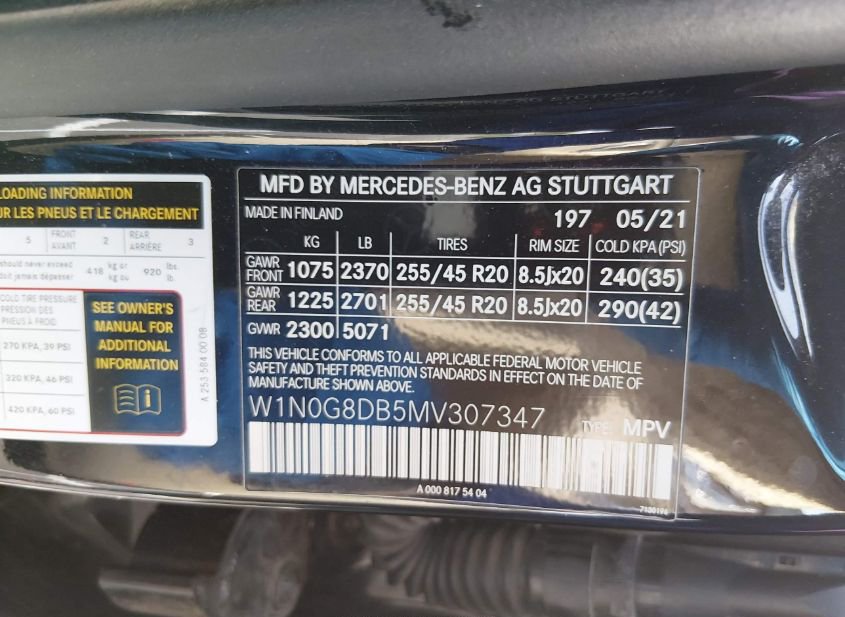 LOADING INFORMATION
UR LES PNEUS ET LE CHARGEMENT
5 FRONT AVANT 2 REAR ARRIÈRE 3
should never exceed
doit jamais dépasser 418 kg or kg ou 920 lbs. lb.
COLD TIRE PRESSURE
PRESSION DES
PNEUS À FROID
270 KPA, 39 PSI
320 KPA, 46 PSI
420 KPA, 60 PSI
SEE OWNER'S
MANUAL FOR
ADDITIONAL
INFORMATION
A 253 584 00 08
MFD BY MERCEDES-BENZ AG STUTTGART
MADE IN FINLAND 197 05/21
KG LB TIRES RIM SIZE COLD KPA (PSI)
GAWR FRONT 1075 2370 255/45 R20 8.5Jx20 240(35)
GAWR REAR 1225 2701 255/45 R20 8.5Jx20 290(42)
GVWR 2300 5071
THIS VEHICLE CONFORMS TO ALL APPLICABLE FEDERAL MOTOR VEHICLE
SAFETY AND THEFT PREVENTION STANDARDS IN EFFECT ON THE DATE OF
MANUFACTURE SHOWN ABOVE.
W1N0G8DB5MV307347 TYPE: MPV
A 000 817 54 04